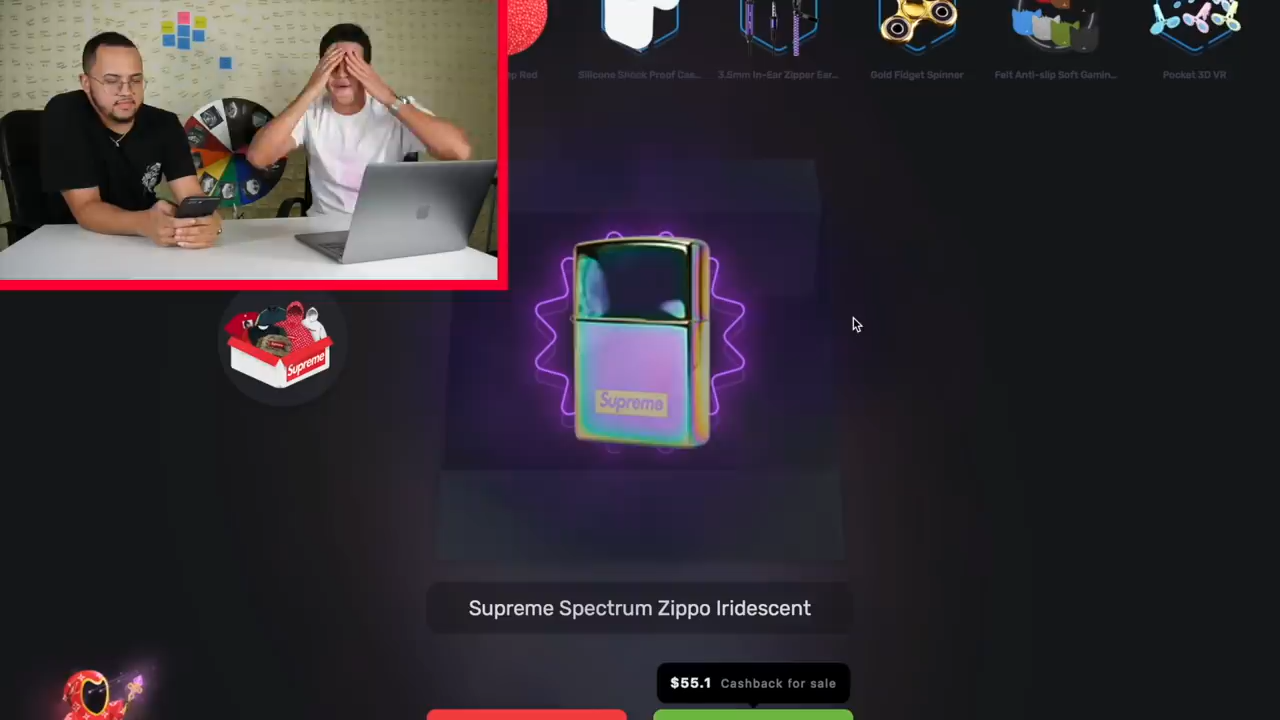 Silicone Shock Proof Cas...
3.5mm In-Ear Zipper Ear...
Gold Fidget Spinner
Felt Anti-slip Soft Gamin...
Pocket 3D VR
Supreme
Supreme
Supreme Spectrum Zippo Iridescent
$55.1 Cashback for sale